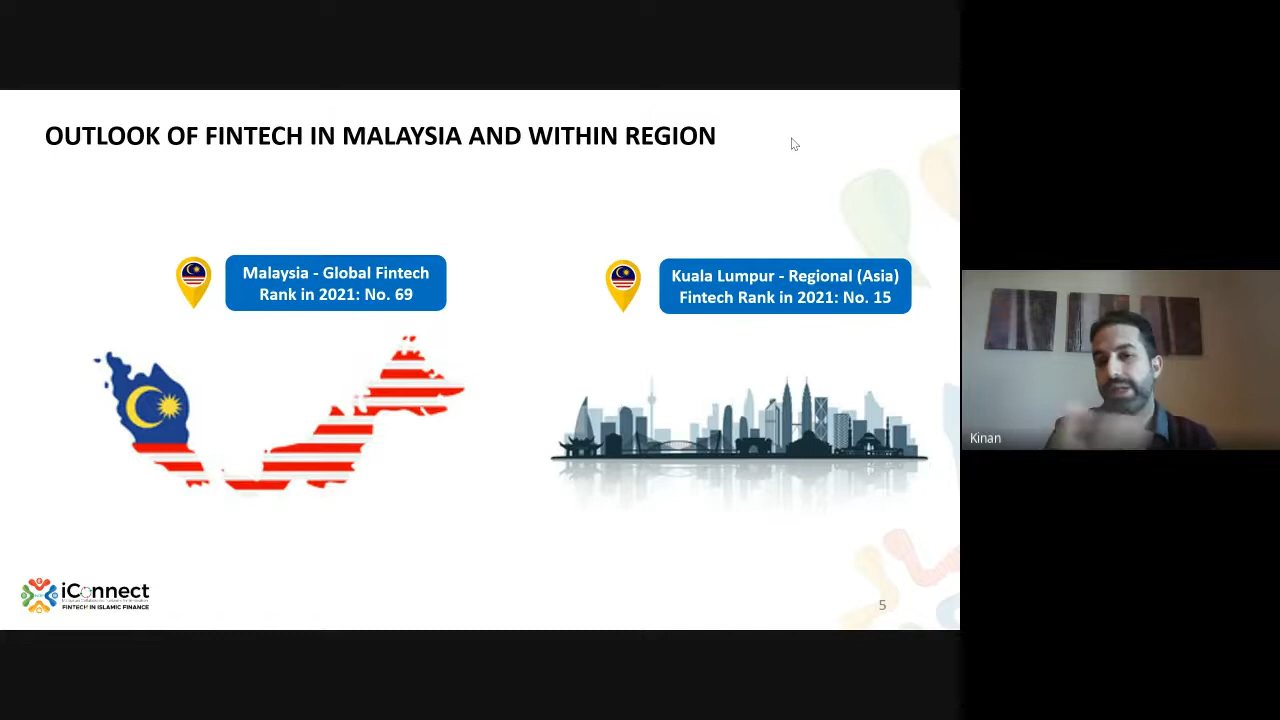 OUTLOOK OF FINTECH IN MALAYSIA AND WITHIN REGION
Malaysia - Global Fintech
Rank in 2021: No. 69
Kuala Lumpur - Regional (Asia)
Fintech Rank in 2021: No. 15
Kinan
iConnect
FINTECH IN ISLAMIC FINANCE
5